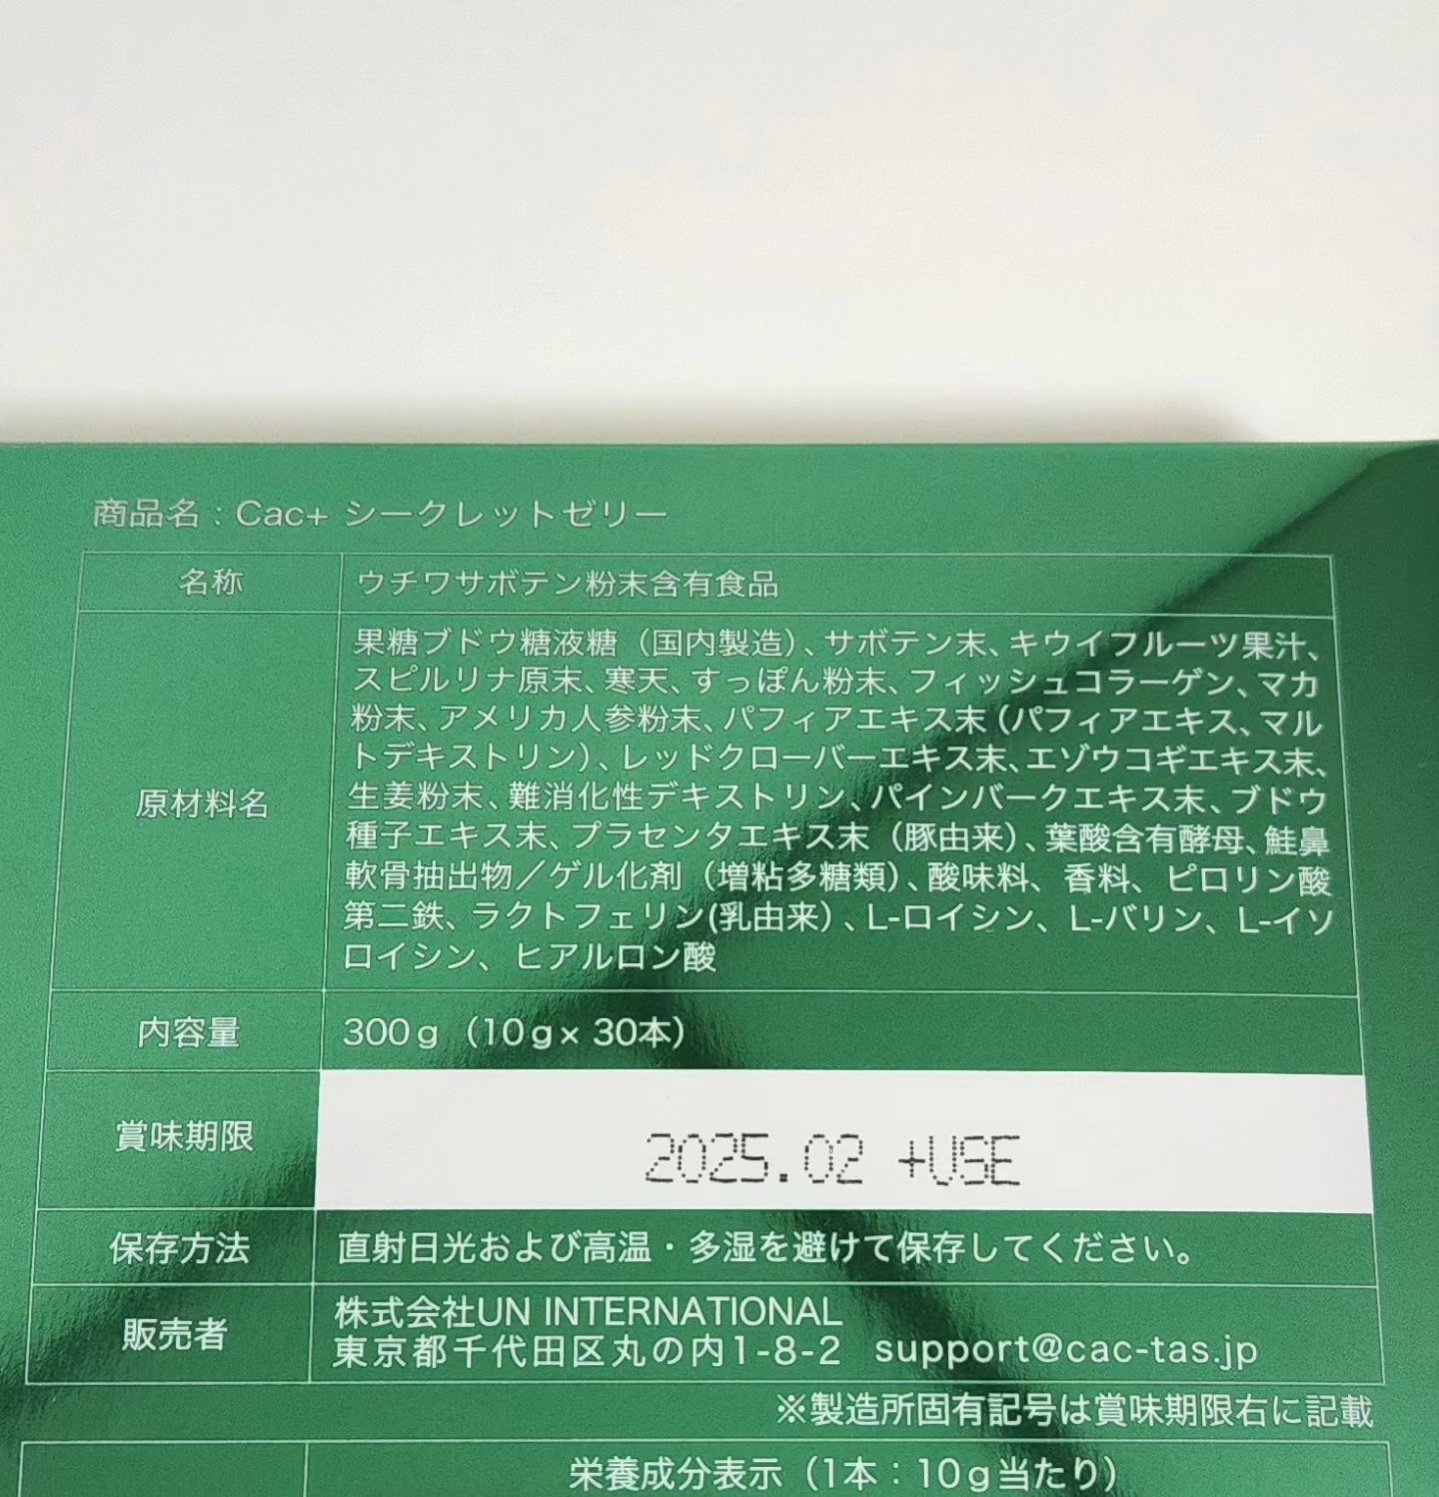 商品名：Cac+ シークレットゼリー
名称
ウチワサボテン粉末含有食品
原材料名
果糖ブドウ糖液糖（国内製造）、サボテン末、キウイフルーツ果汁、
スピルリナ原末、寒天、すっぽん粉末、フィッシュコラーゲン、マカ
粉末、アメリカ人参粉末、パフィアエキス末（パフィアエキス、マル
トデキストリン）、レッドクローバーエキス末、エゾウコギエキス末、
生姜粉末、難消化性デキストリン、パインバークエキス末、ブドウ
種子エキス末、プラセンタエキス末（豚由来）、葉酸含有酵母、鮭鼻
軟骨抽出物／ゲル化剤（増粘多糖類）、酸味料、香料、ピロリン酸
第二鉄、ラクトフェリン(乳由来）、L-ロイシン、L-バリン、L-イソ
ロイシン、ヒアルロン酸
内容量
300g（10g× 30本）
賞味期限
2025.02 +USE
保存方法
直射日光および高温・多湿を避けて保存してください。
販売者
株式会社UN INTERNATIONAL
東京都千代田区丸の内1-8-2 support@cac-tas.jp
※製造所固有記号は賞味期限右に記載
栄養成分表示（1本：10g当たり）